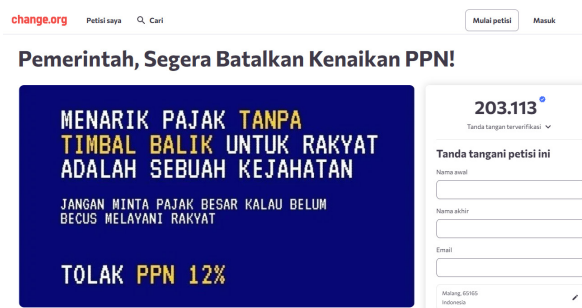 change.org Petisi saya Cari Mulai petisi Masuk
Pemerintah, Segera Batalkan Kenaikan PPN!
MENARIK PAJAK TANPA
TIMBAL BALIK UNTUK RAKYAT
ADALAH SEBUAH KEJAHATAN
JANGAN MINTA PAJAK BESAR KALAU BELUM
BECUS MELAYANI RAKYAT
TOLAK PPN 12%
203.113
Tanda tangan terverifikasi
Tanda tangani petisi ini
Nama awal
Nama akhir
Email
Malang, 65165
Indonesia